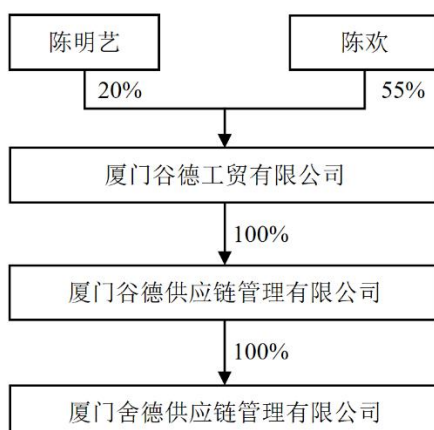 陈明艺
陈欢
20%
55%
厦门谷德工贸有限公司
100%
厦门谷德供应链管理有限公司
100%
厦门舍德供应链管理有限公司